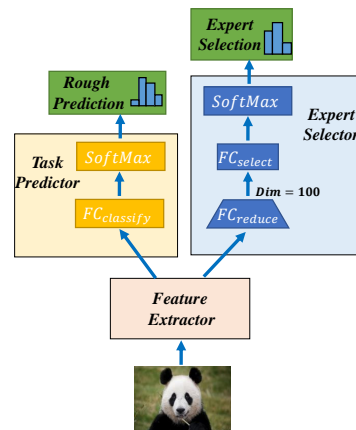 Expert
Selection
Rough
Prediction
SoftMax
Expert
Selector
Task
Predictor
SoftMax
FC_select
Dim = 100
FC_classify
FC_reduce
Feature
Extractor